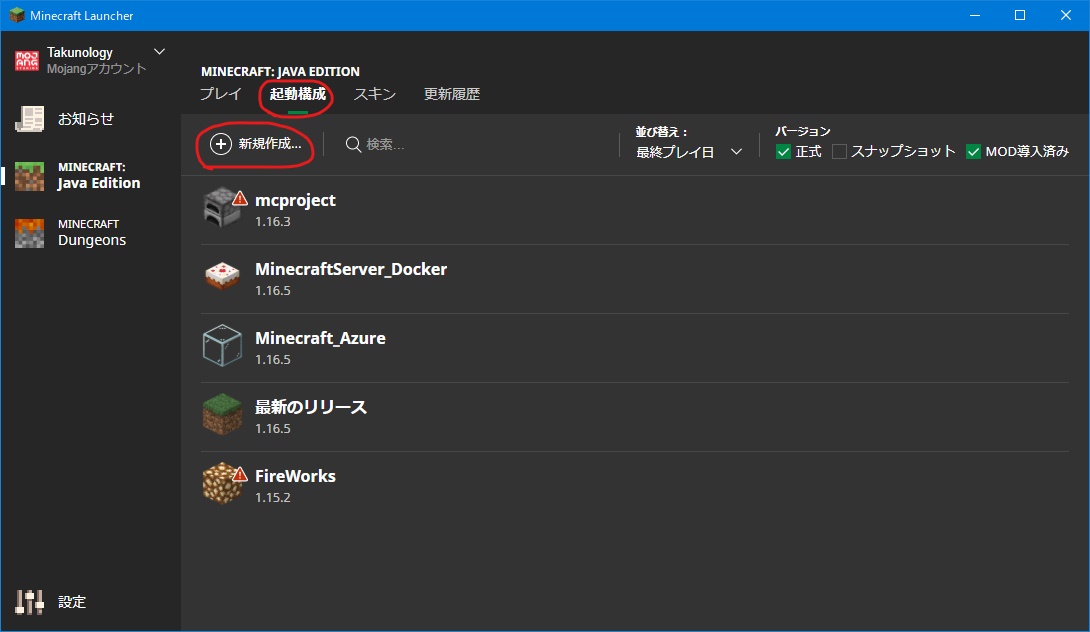 Minecraft Launcher
Takunology
Mojangアカウント
お知らせ
MINECRAFT:
Java Edition
MINECRAFT
Dungeons
設定
MINECRAFT: JAVA EDITION
プレイ 起動構成 スキン 更新履歴
新規作成... 検索...
並び替え：
最終プレイ日
バージョン
正式 スナップショット MOD導入済み
mcproject
1.16.3
MinecraftServer_Docker
1.16.5
Minecraft_Azure
1.16.5
最新のリリース
1.16.5
FireWorks
1.15.2